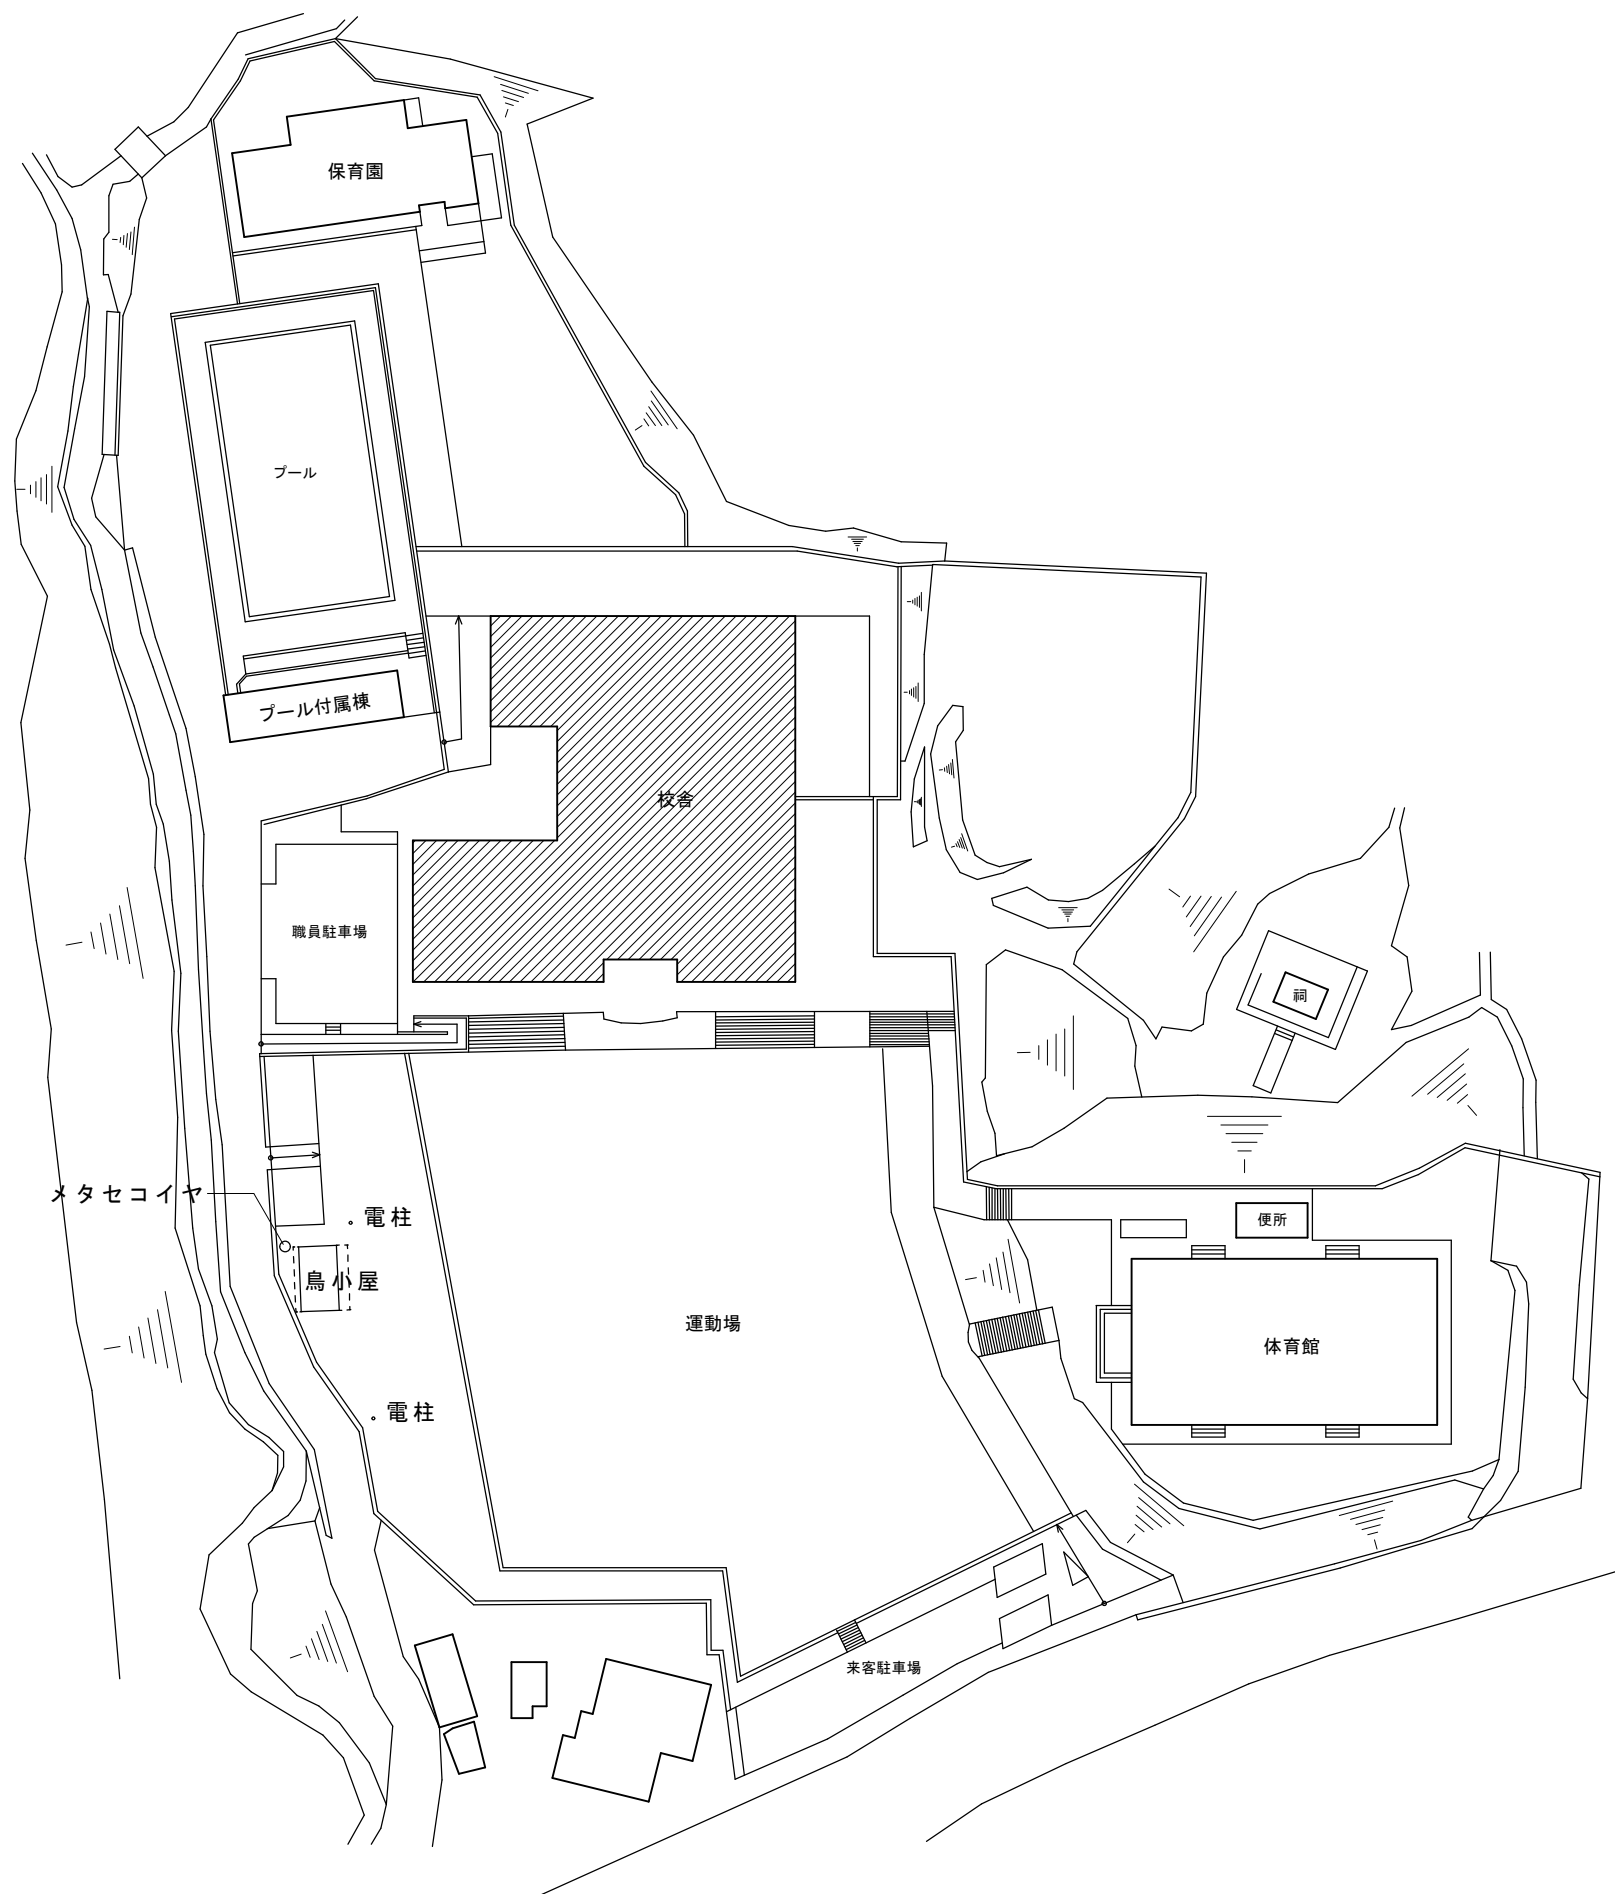 保育園
プール
プール付属棟
校舎
職員駐車場
祠
メタセコイヤ
電柱
便所
鳥小屋
運動場
体育館
電柱
来客駐車場